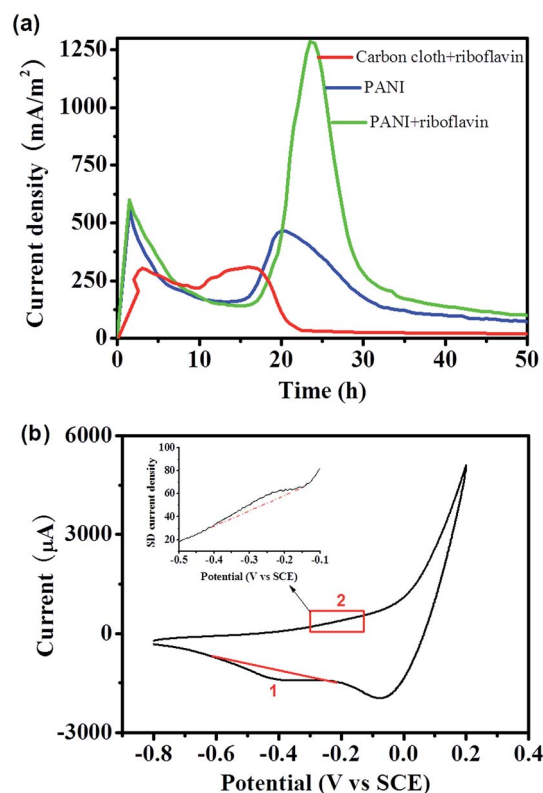 (a)
1250
1000
750
500
250
0
Current density (mA/m²)
Carbon cloth+riboflavin
PANI
PANI+riboflavin
0 10 20 30 40 50
Time (h)
(b)
6000
3000
0
-3000
Current (μA)
100
80
60
40
20
SD current density
-0.5 -0.4 -0.3 -0.2 -0.1
Potential (V vs SCE)
2
1
-0.8 -0.6 -0.4 -0.2 0.0 0.2 0.4
Potential (V vs SCE)